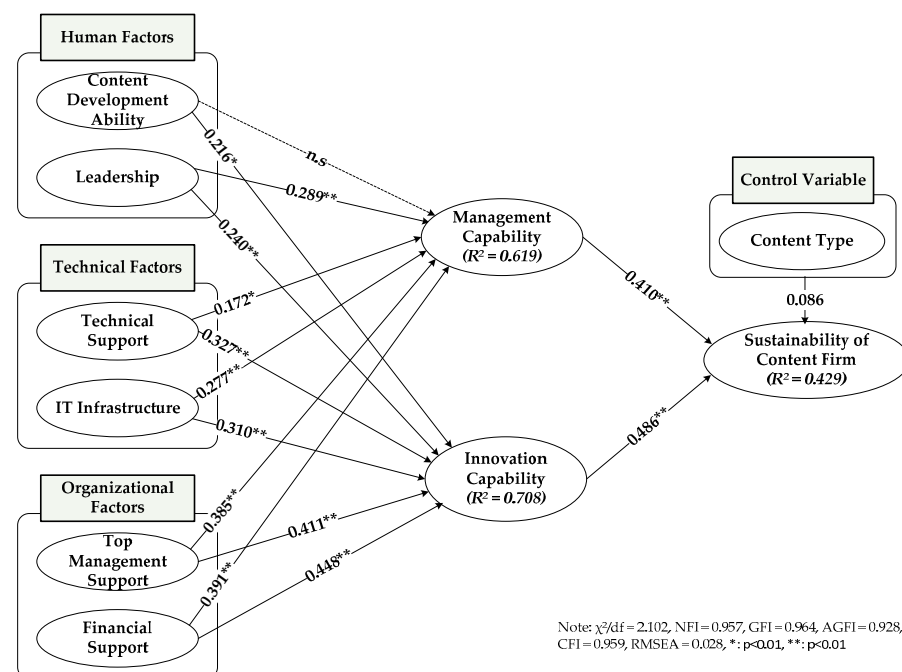 Human Factors
Content
Development
Ability
Leadership
Technical Factors
Technical
Support
IT Infrastructure
Organizational
Factors
Top
Management
Support
Financial
Support
0.216*
n.s
0.289**
0.240**
0.172*
0.327**
0.277**
0.310**
0.385**
0.411**
0.391**
0.448**
Management
Capability
(R² = 0.619)
Innovation
Capability
(R² = 0.708)
0.410**
0.486**
Control Variable
Content Type
0.086
Sustainability of
Content Firm
(R² = 0.429)
Note: χ²/df = 2.102, NFI = 0.957, GFI = 0.964, AGFI = 0.928,
CFI = 0.959, RMSEA = 0.028, *: p<0.01, **: p<0.01